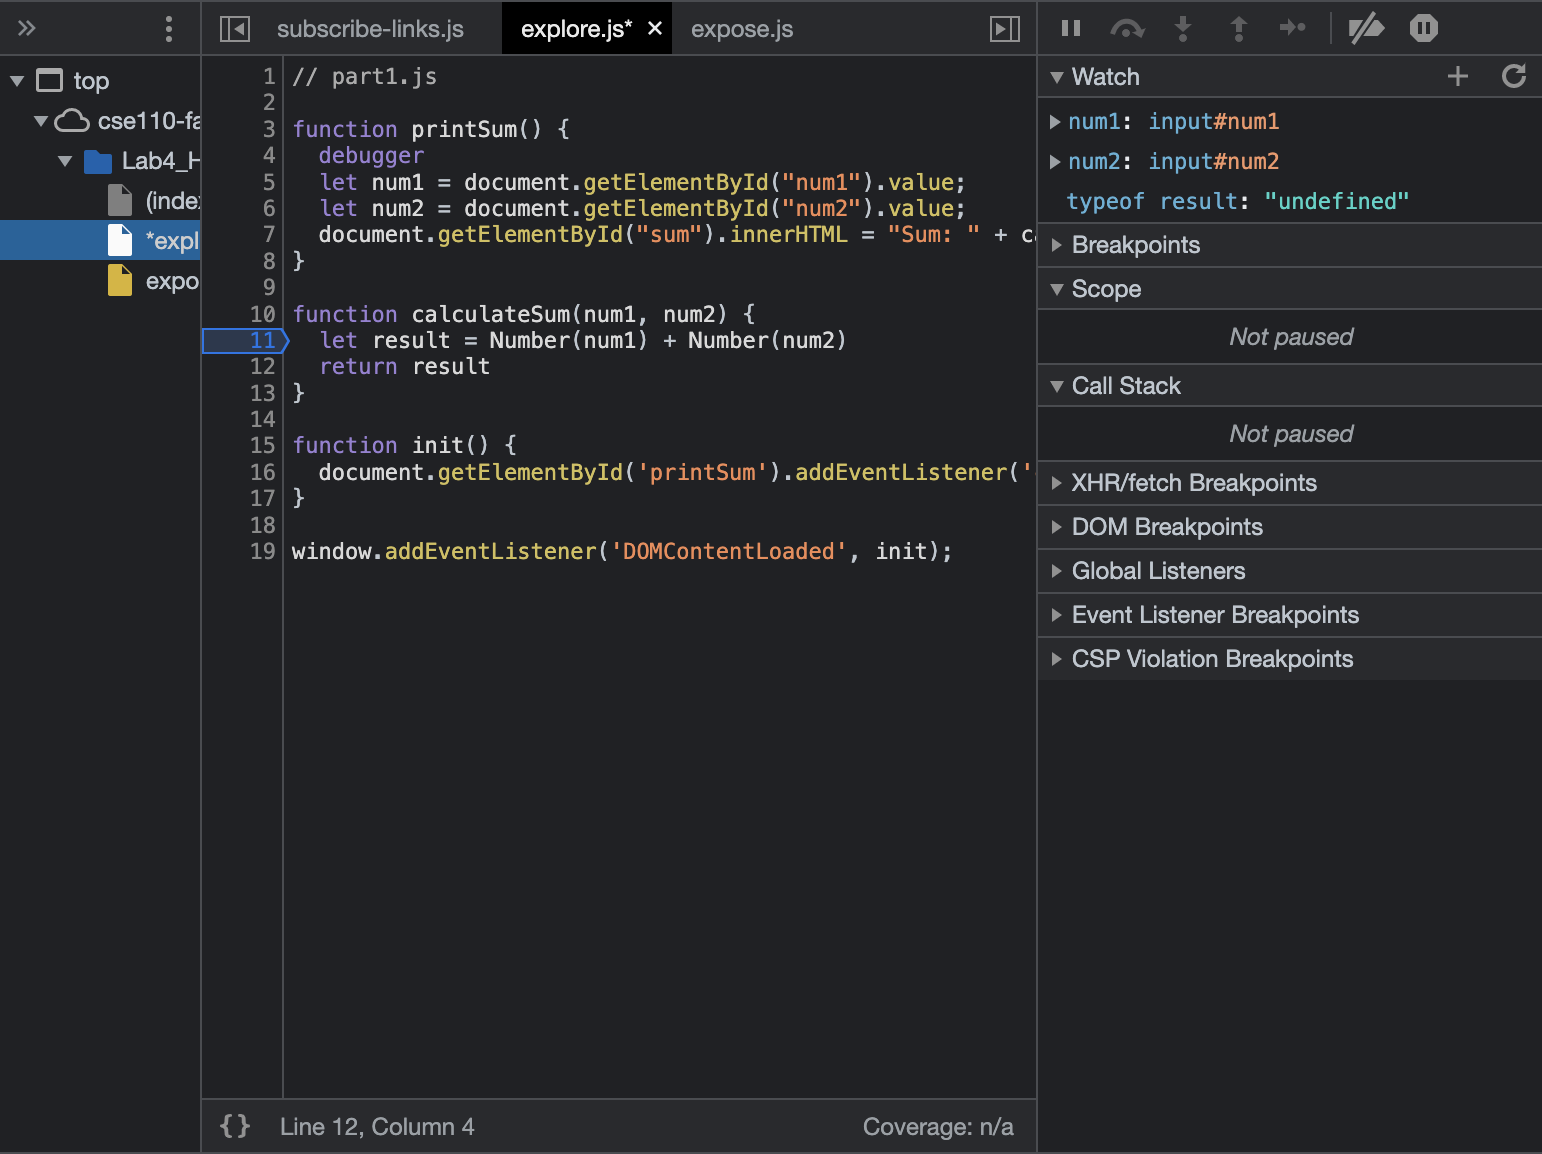 subscribe-links.js explore.js* × expose.js
top
cse110-fa
Lab4_H
(index
*expl
expo
1 // part1.js
2
3 function printSum() {
4 debugger
5 let num1 = document.getElementById("num1").value;
6 let num2 = document.getElementById("num2").value;
7 document.getElementById("sum").innerHTML = "Sum: " + ca
8 }
9
10 function calculateSum(num1, num2) {
11 let result = Number(num1) + Number(num2)
12 return result
13 }
14
15 function init() {
16 document.getElementById('printSum').addEventListener('
17 }
18
19 window.addEventListener('DOMContentLoaded', init);
{} Line 12, Column 4 Coverage: n/a
Watch
num1: input#num1
num2: input#num2
typeof result: "undefined"
Breakpoints
Scope
Not paused
Call Stack
Not paused
XHR/fetch Breakpoints
DOM Breakpoints
Global Listeners
Event Listener Breakpoints
CSP Violation Breakpoints